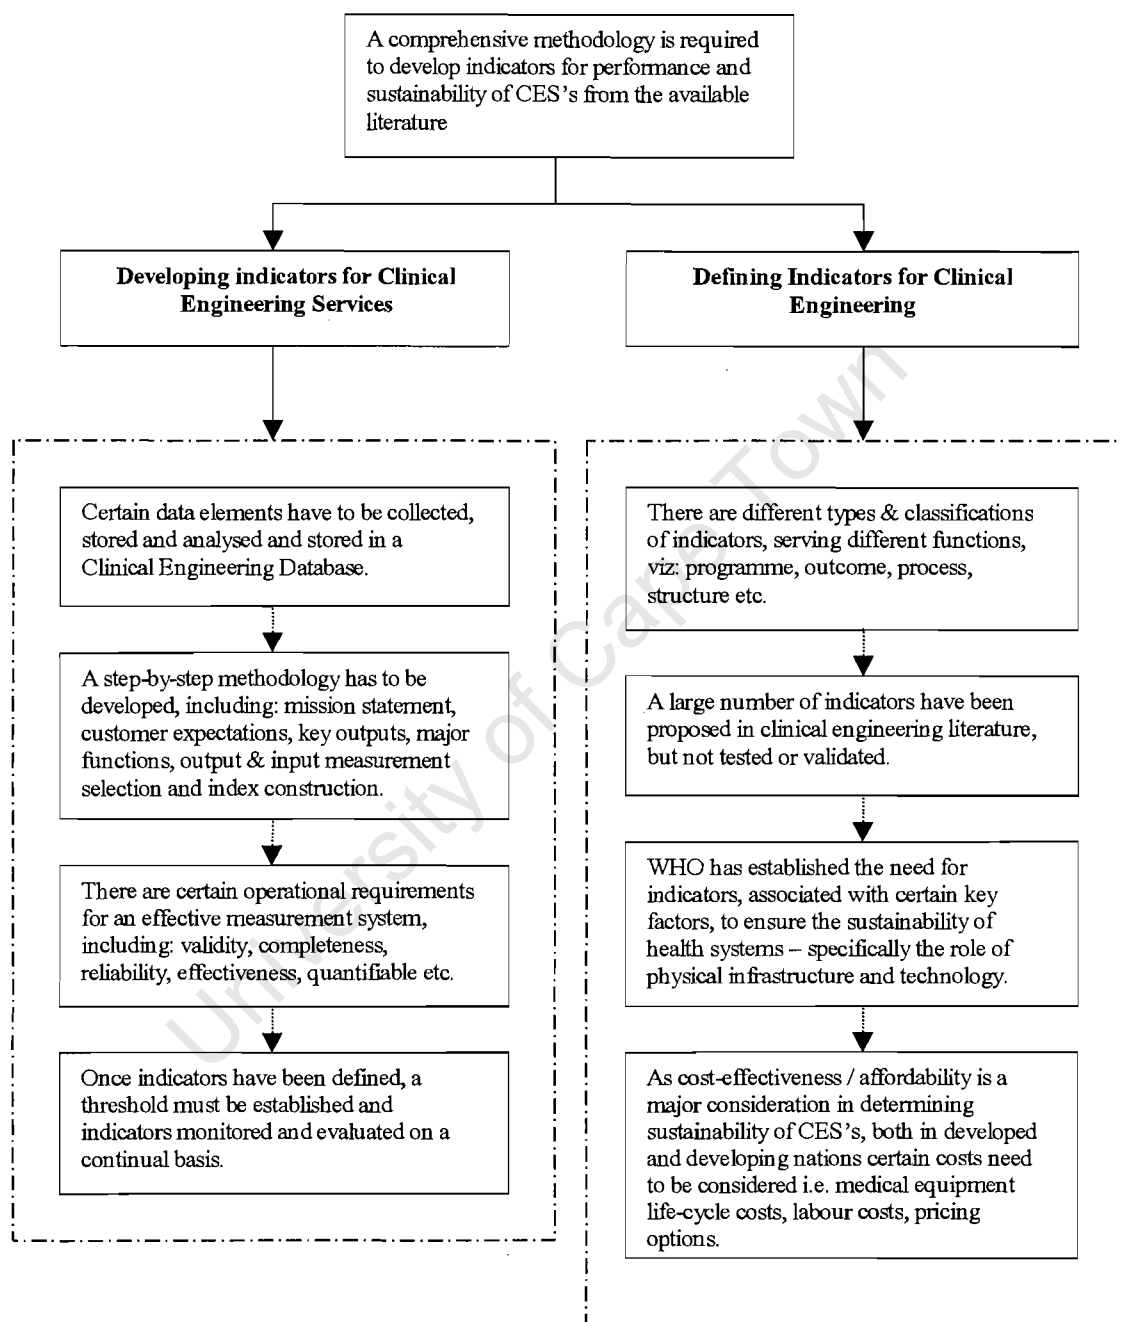 A comprehensive methodology is required
to develop indicators for performance and
sustainability of CES's from the available
literature
Developing indicators for Clinical
Engineering Services
Defining Indicators for Clinical
Engineering
Certain data elements have to be collected,
stored and analysed and stored in a
Clinical Engineering Database.
A step-by-step methodology has to be
developed, including: mission statement,
customer expectations, key outputs, major
functions, output & input measurement
selection and index construction.
There are certain operational requirements
for an effective measurement system,
including: validity, completeness,
reliability, effectiveness, quantifiable etc.
Once indicators have been defined, a
threshold must be established and
indicators monitored and evaluated on a
continual basis.
There are different types & classifications
of indicators, serving different functions,
viz: programme, outcome, process,
structure etc.
A large number of indicators have been
proposed in clinical engineering literature,
but not tested or validated.
WHO has established the need for
indicators, associated with certain key
factors, to ensure the sustainability of
health systems – specifically the role of
physical infrastructure and technology.
As cost-effectiveness / affordability is a
major consideration in determining
sustainability of CES's, both in developed
and developing nations certain costs need
to be considered i.e. medical equipment
life-cycle costs, labour costs, pricing
options.
University of Cape Town